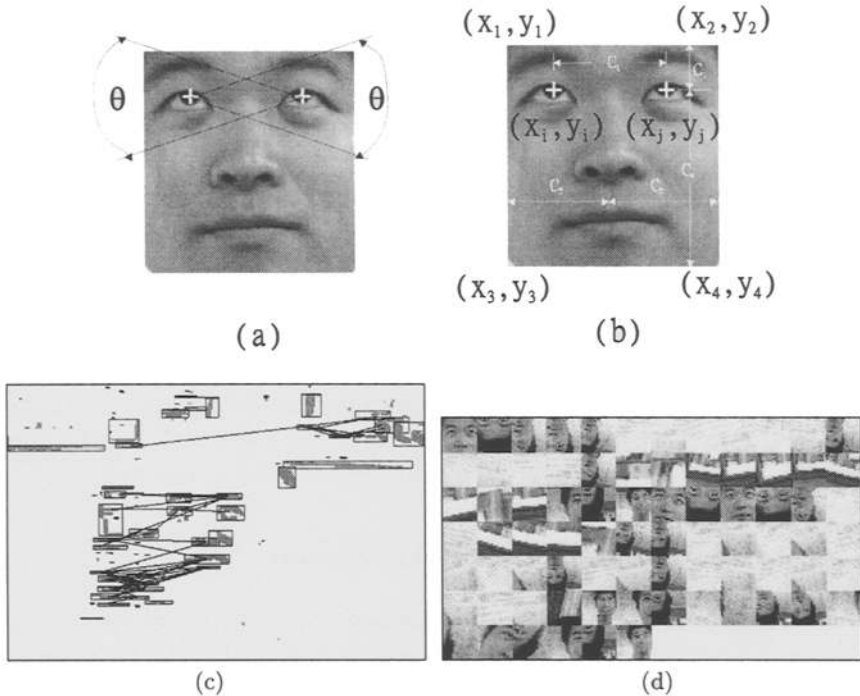 (x₁,y₁) (x₂,y₂)
θ θ
(xᵢ,yᵢ) (xⱼ,yⱼ)
(x₃,y₃) (x₄,y₄)
(a) (b)
(c) (d)